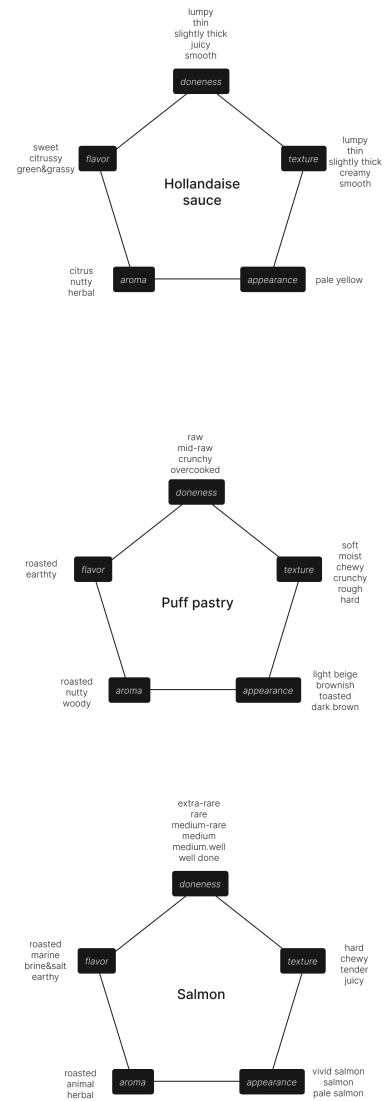 lumpy
thin
slightly thick
juicy
smooth
doneness
sweet
citrussy
green&grassy
flavor
texture
lumpy
thin
slightly thick
creamy
smooth
Hollandaise
sauce
citrus
nutty
herbal
aroma
appearance
pale yellow
raw
mid-raw
crunchy
overcooked
doneness
roasted
earthty
flavor
texture
soft
moist
chewy
crunchy
rough
hard
Puff pastry
roasted
nutty
woody
aroma
appearance
light beige
brownish
toasted
dark brown
extra-rare
rare
medium-rare
medium
medium.well
well done
doneness
roasted
marine
brine&salt
earthy
flavor
texture
hard
chewy
tender
juicy
Salmon
roasted
animal
herbal
aroma
appearance
vivid salmon
salmon
pale salmon